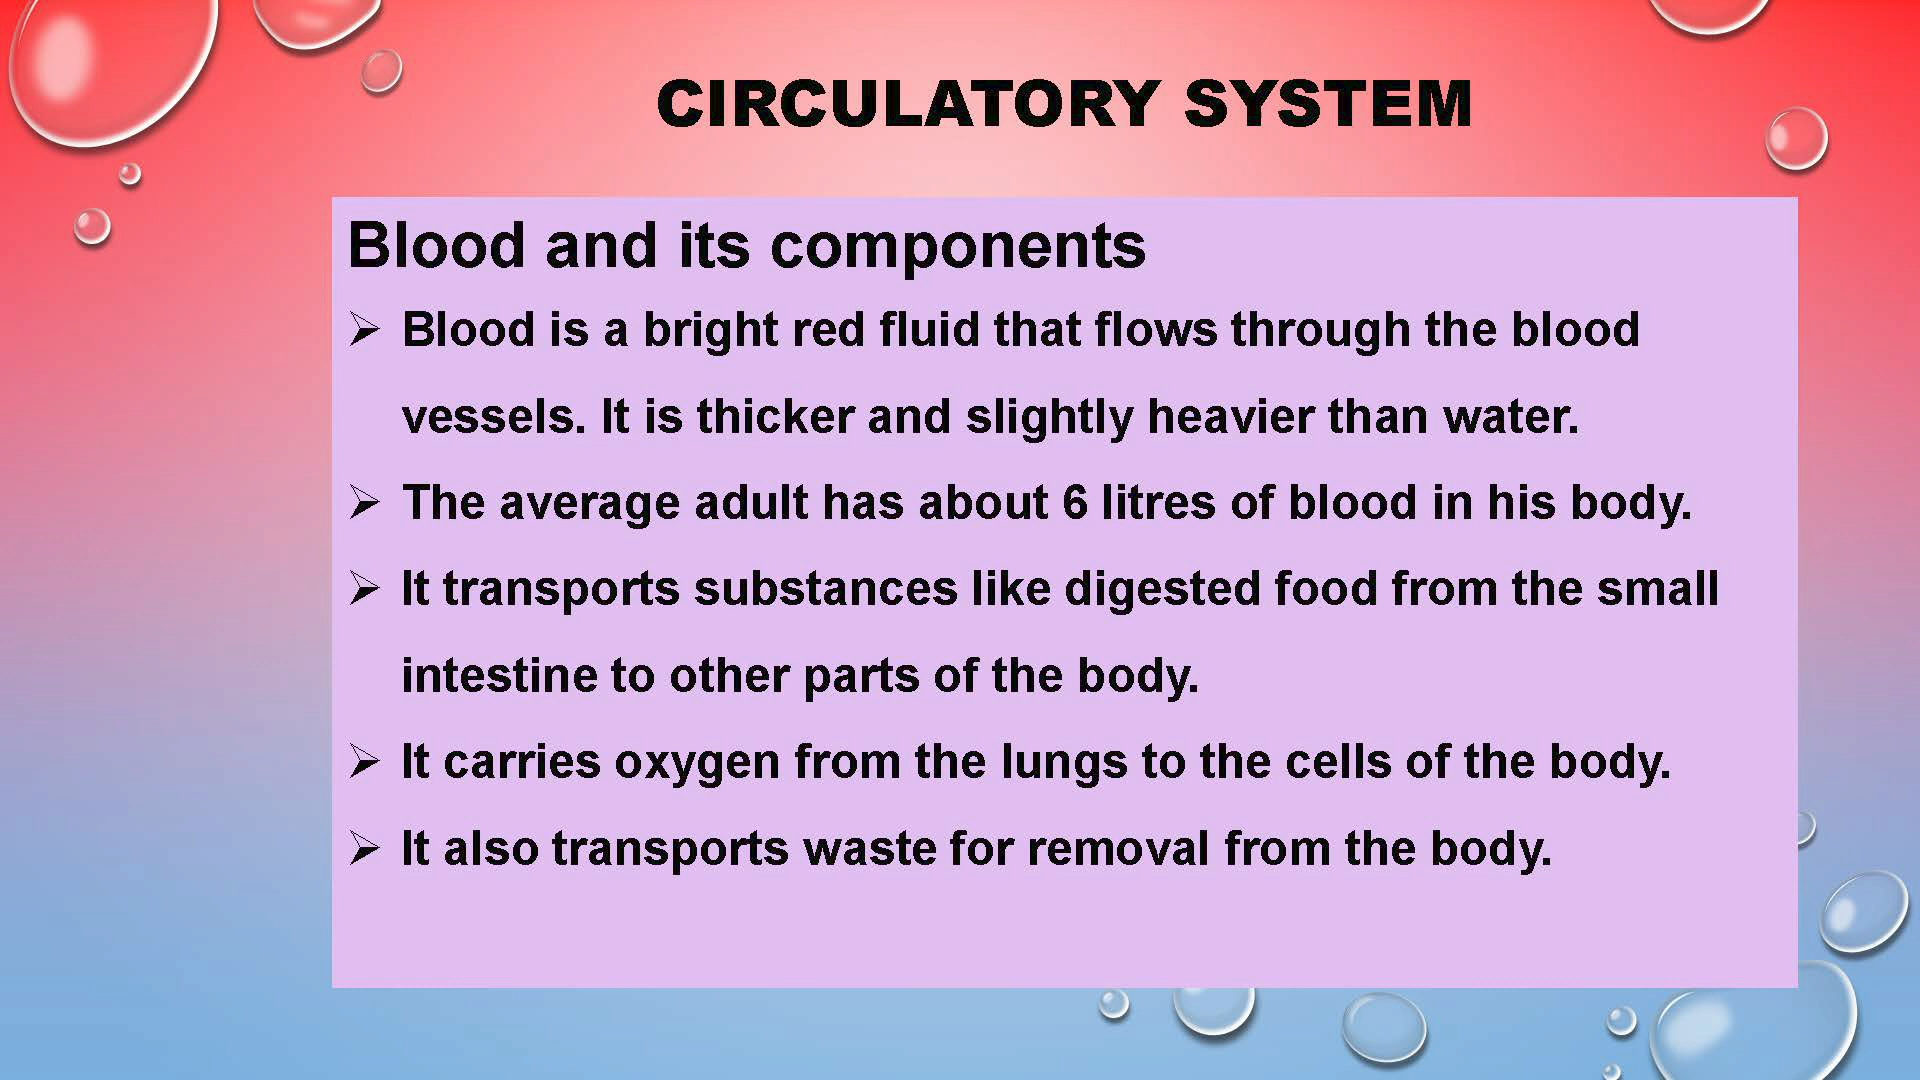 CIRCULATORY SYSTEM
Blood and its components
➢ Blood is a bright red fluid that flows through the blood
vessels. It is thicker and slightly heavier than water.
➢ The average adult has about 6 litres of blood in his body.
➢ It transports substances like digested food from the small
intestine to other parts of the body.
➢ It carries oxygen from the lungs to the cells of the body.
➢ It also transports waste for removal from the body.